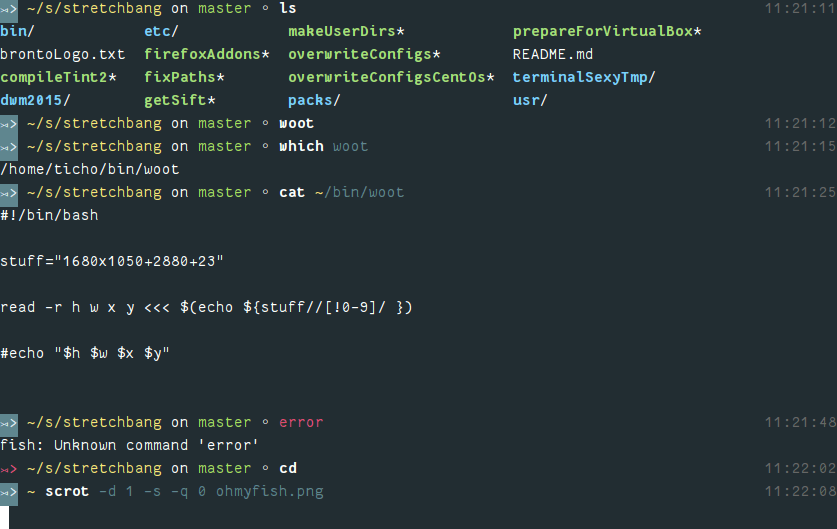 ⋊> ~/s/stretchbang on master ◦ ls 11:21:11
bin/ etc/ makeUserDirs* prepareForVirtualBox*
brontoLogo.txt firefoxAddons* overwriteConfigs* README.md
compileTint2* fixPaths* overwriteConfigsCentOs* terminalSexyTmp/
dwm2015/ getSift* packs/ usr/
⋊> ~/s/stretchbang on master ◦ woot 11:21:12
⋊> ~/s/stretchbang on master ◦ which woot 11:21:15
/home/ticho/bin/woot
⋊> ~/s/stretchbang on master ◦ cat ~/bin/woot 11:21:25
#!/bin/bash
stuff="1680x1050+2880+23"
read -r h w x y <<< $(echo ${stuff//[!0-9]/ })
#echo "$h $w $x $y"
⋊> ~/s/stretchbang on master ◦ error 11:21:48
fish: Unknown command 'error'
⋊> ~/s/stretchbang on master ◦ cd 11:22:02
⋊> ~ scrot -d 1 -s -q 0 ohmyfish.png 11:22:08